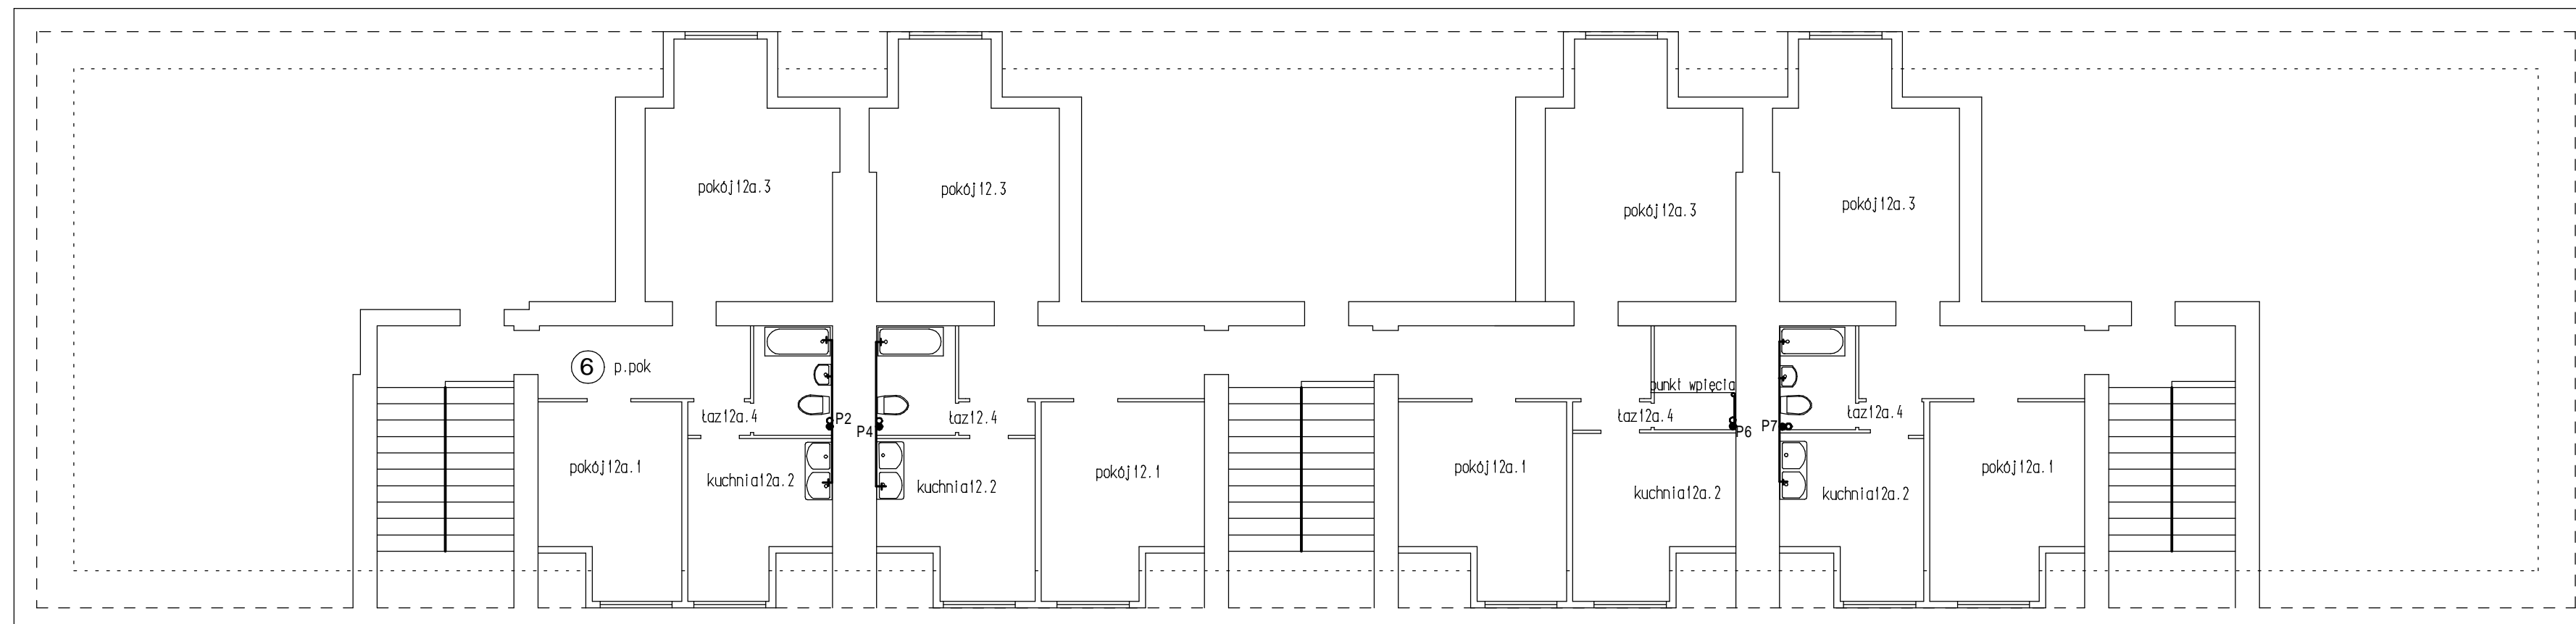 pokój12a.3
pokój12.3
pokój12a.3
pokój12a.3
6
p.pok
punkt wpięcia
łaz12a.4
P2
P4
łaz12.4
łaz12a.4
P6
P7
łaz12a.4
pokój12a.1
kuchnia12a.2
kuchnia12.2
pokój12.1
pokój12a.1
kuchnia12a.2
kuchnia12a.2
pokój12a.1